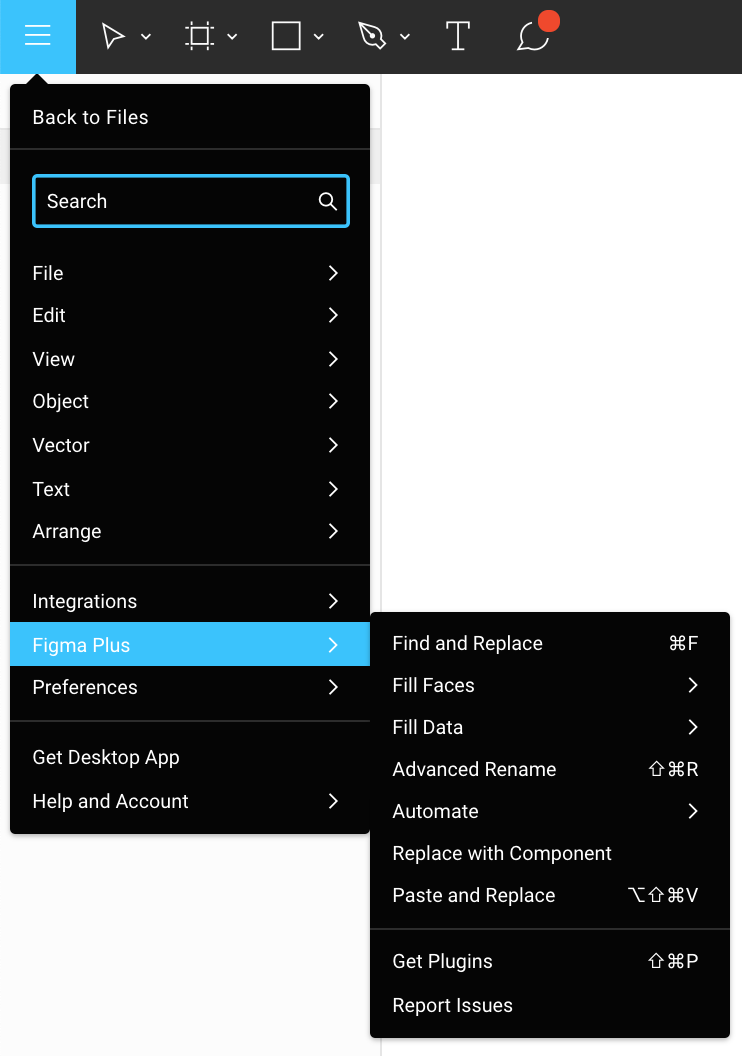 Back to Files
Search
File
Edit
View
Object
Vector
Text
Arrange
Integrations
Figma Plus
Preferences
Get Desktop App
Help and Account
Find and Replace ⌘F
Fill Faces
Fill Data
Advanced Rename ⇧⌘R
Automate
Replace with Component
Paste and Replace ⌥⇧⌘V
Get Plugins ⇧⌘P
Report Issues